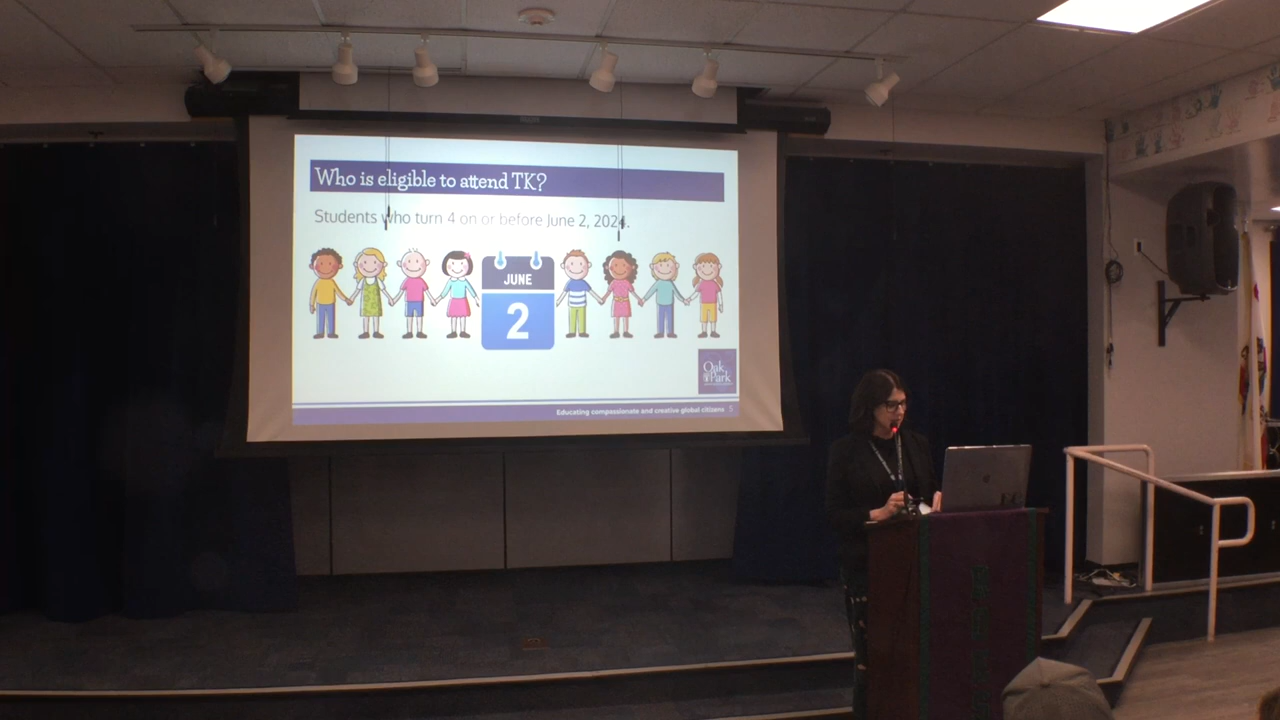 Who is eligible to attend TK?
Students who turn 4 on or before June 2, 2024.
JUNE
2
Oak
Park
Educating compassionate and creative global citizens 5